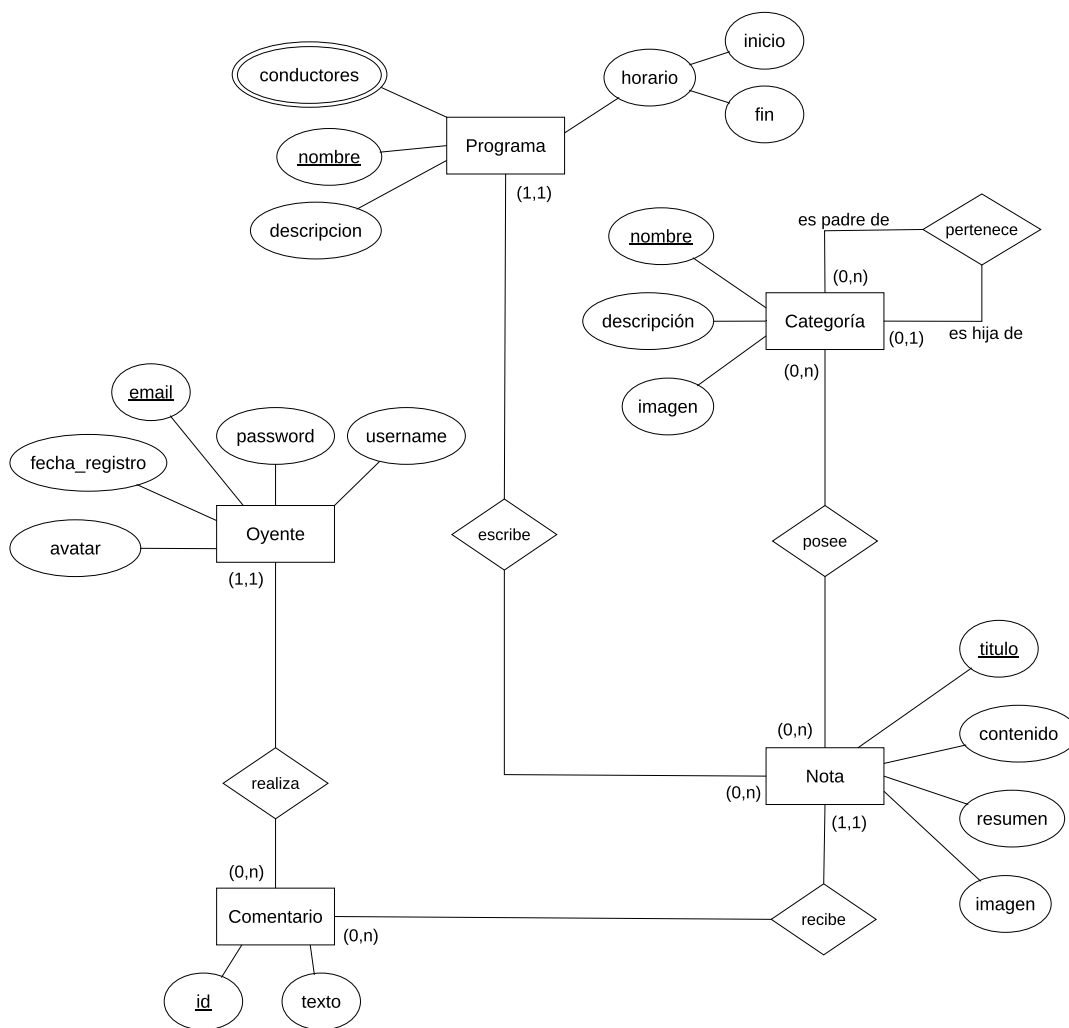 inicio
conductores
horario
fin
Programa
nombre
(1,1)
descripcion
es padre de
pertenece
nombre
(0,n)
descripción
Categoría
(0,1)
es hija de
(0,n)
imagen
email
password
username
fecha_registro
Oyente
escribe
posee
avatar
(1,1)
titulo
(0,n)
contenido
Nota
realiza
(0,n)
(1,1)
resumen
(0,n)
imagen
Comentario
recibe
(0,n)
id
texto